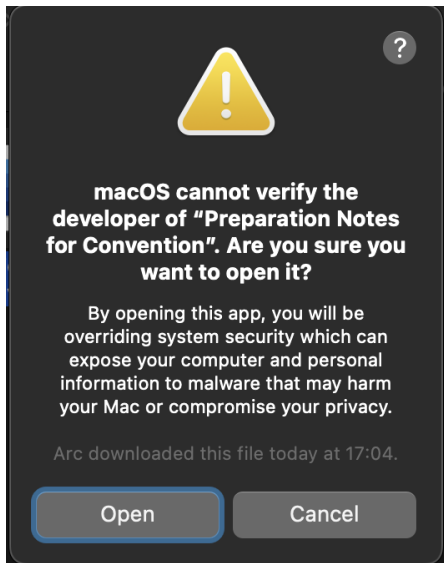 ?
macOS cannot verify the
developer of “Preparation Notes
for Convention”. Are you sure you
want to open it?
By opening this app, you will be
overriding system security which can
expose your computer and personal
information to malware that may harm
your Mac or compromise your privacy.
Arc downloaded this file today at 17:04.
Open
Cancel